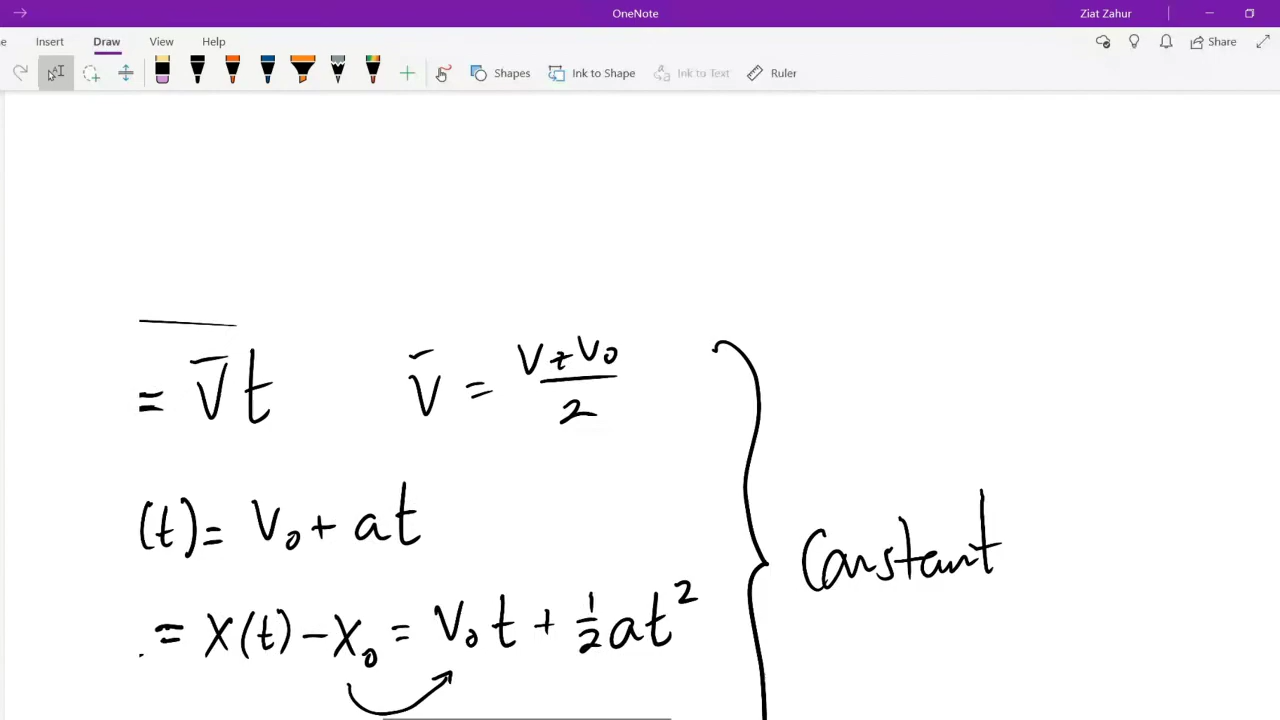 OneNote
Ziat Zahur
Insert Draw View Help
Share
Shapes Ink to Shape Ink to Text Ruler
= v̄t v̄ = v+v₀/2
(t) = v₀ + at
= x(t) - x₀ = v₀t + ½at²
Constant